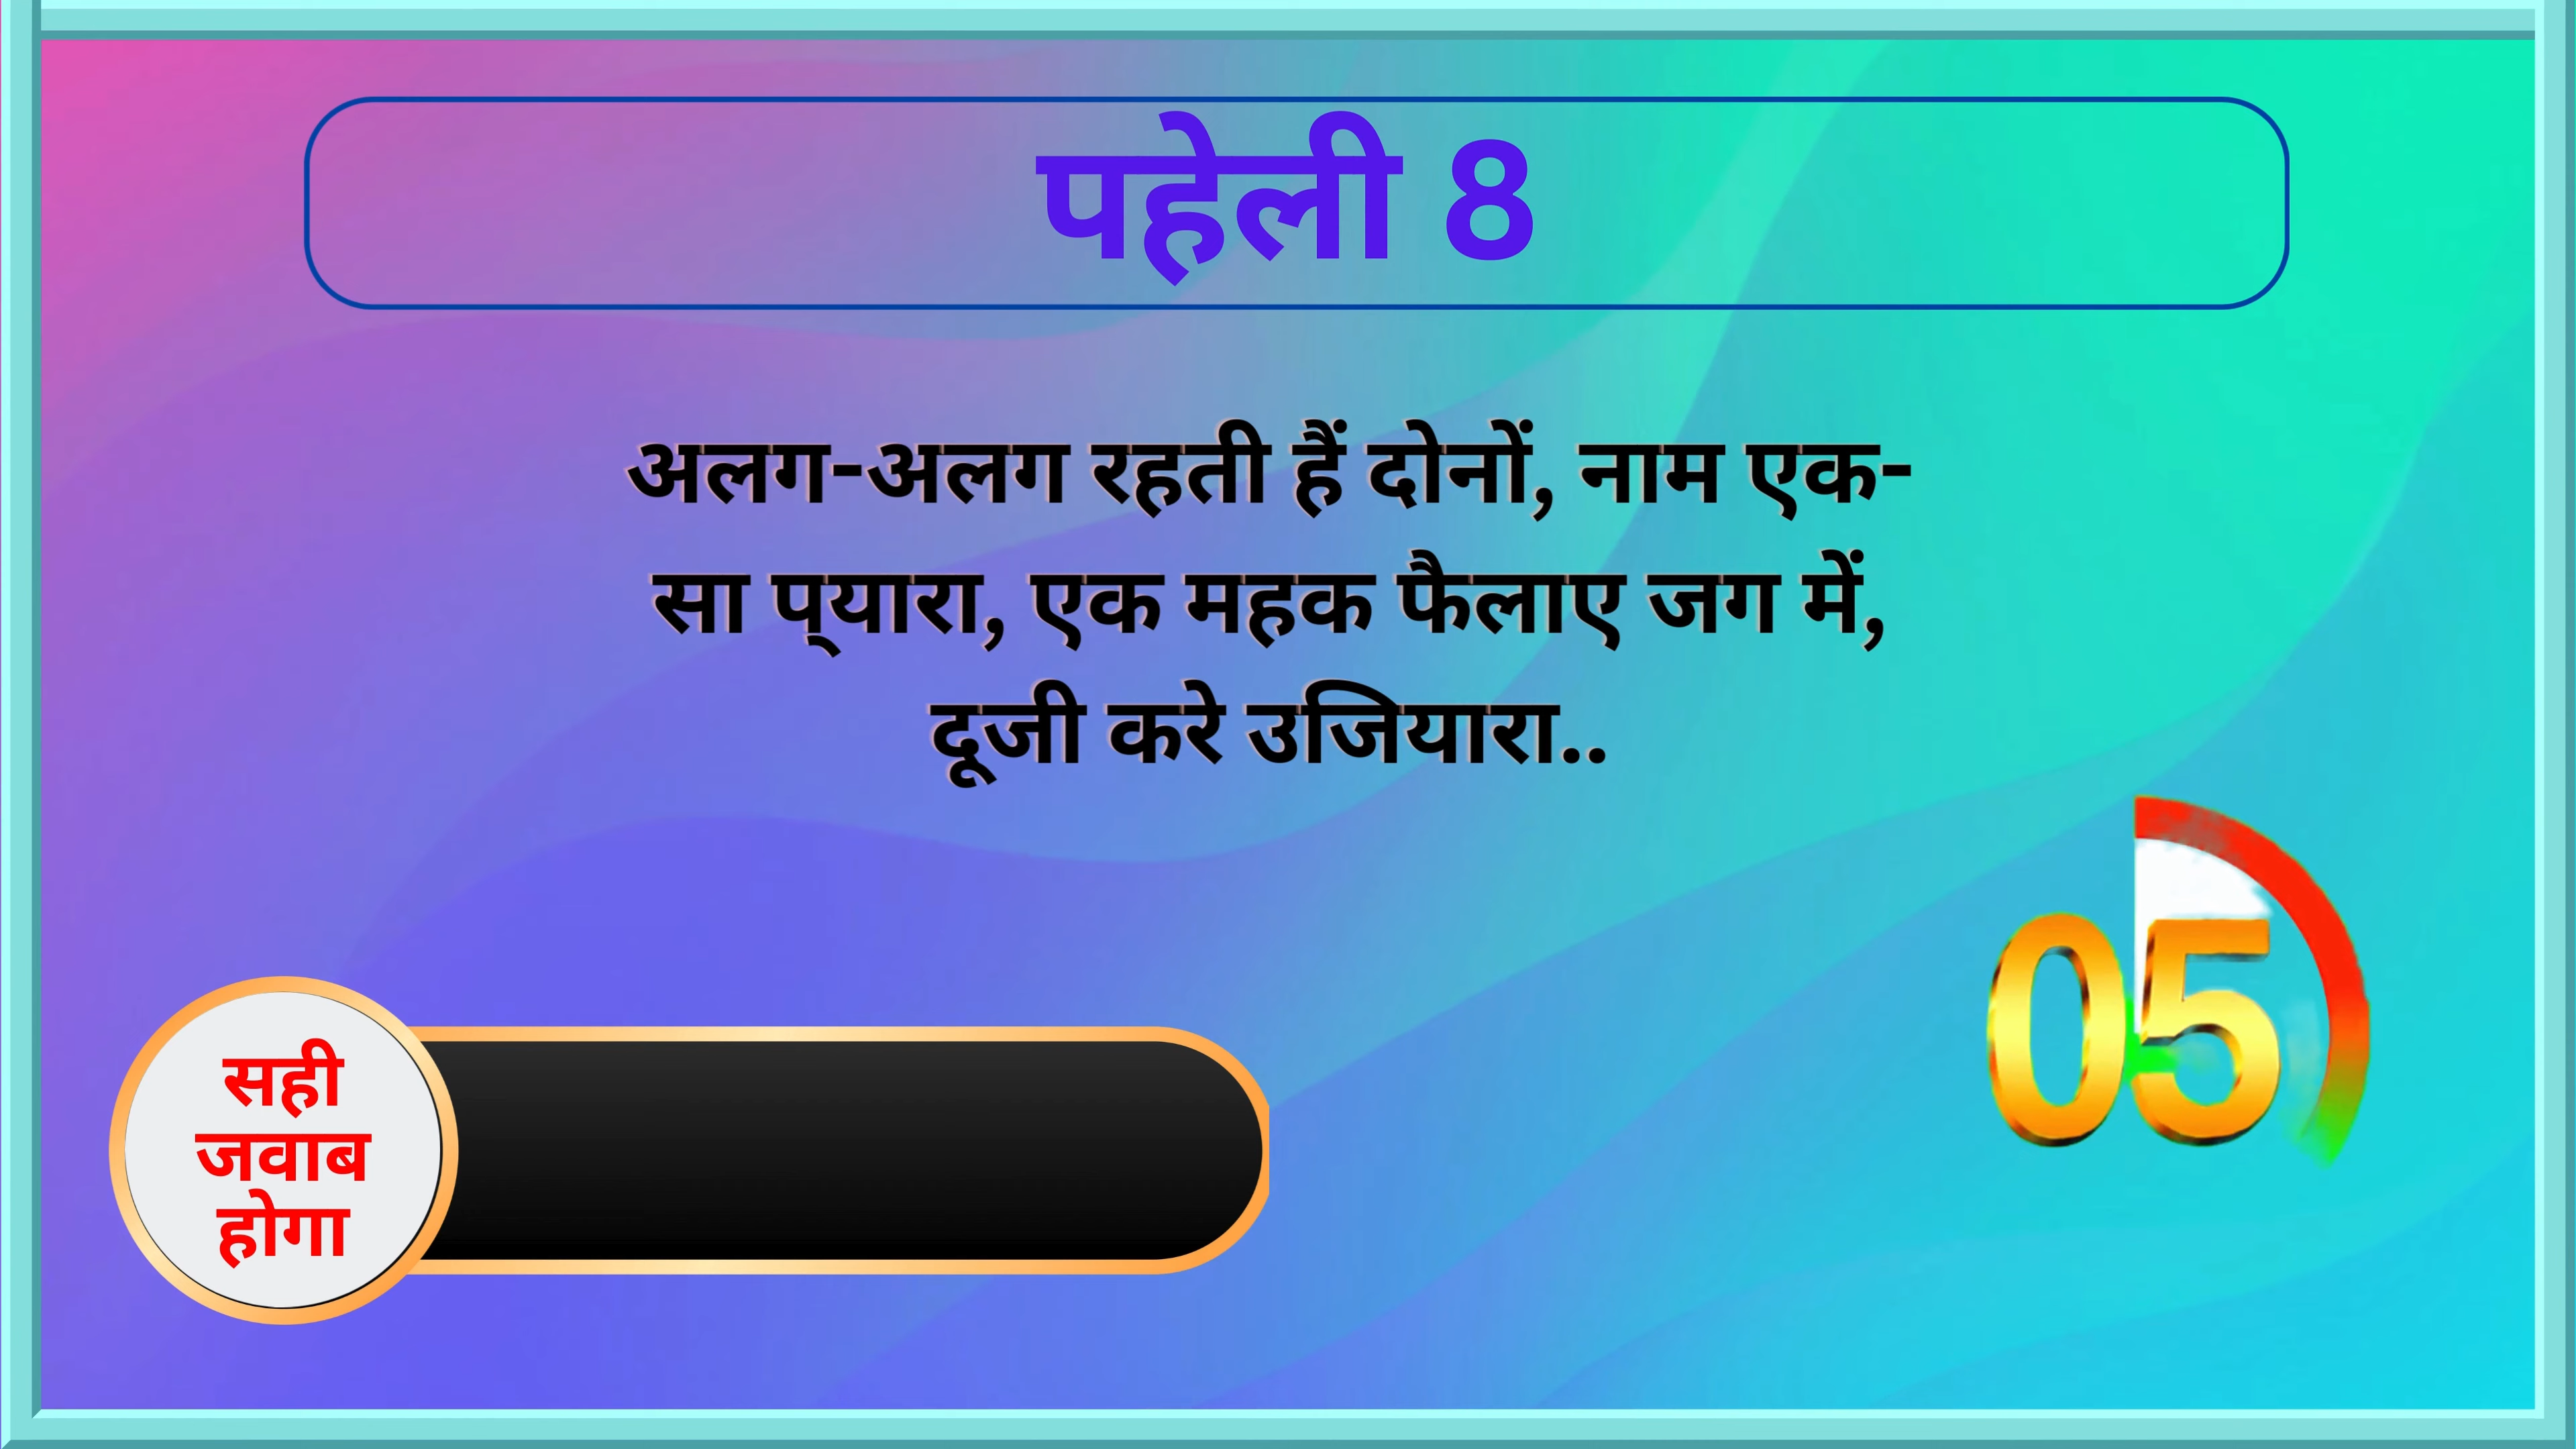 पहेली 8
अलग-अलग रहती हैं दोनों, नाम एक-
सा प्‌यारा, एक महक फैलाए जग में,
दूजी करे उजियारा..
05
सही
जवाब
होगा